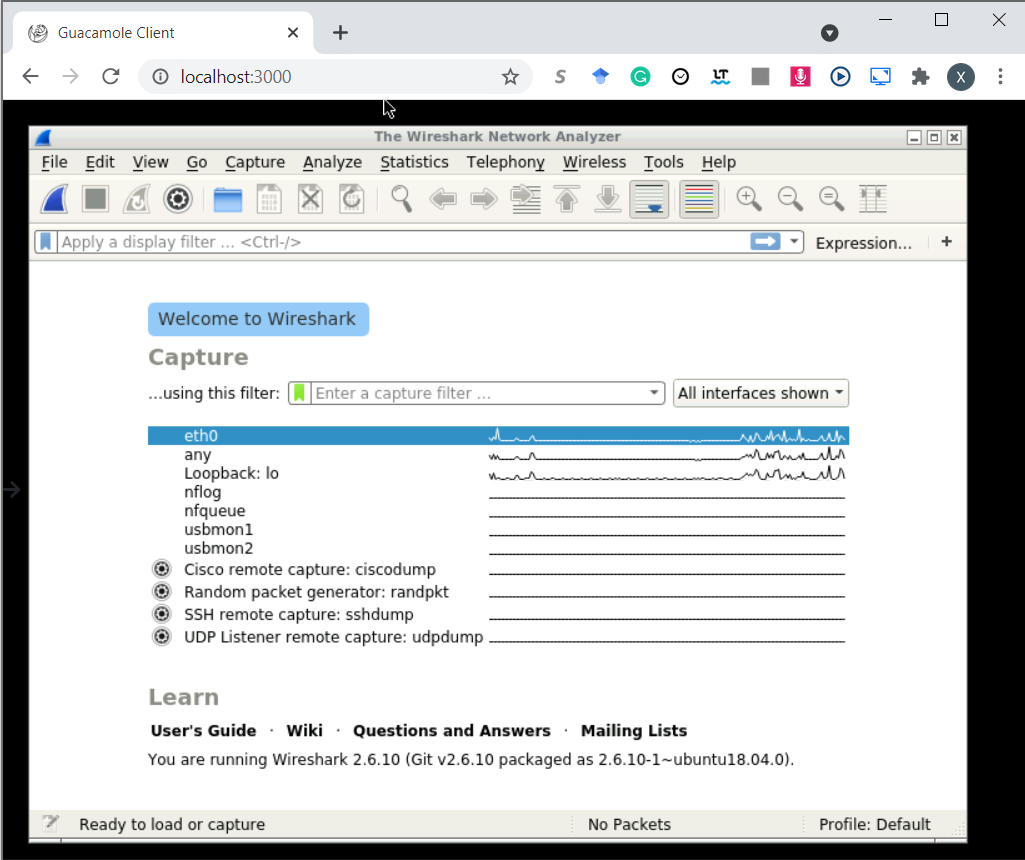 Guacamole Client
localhost:3000
S LT X
The Wireshark Network Analyzer
File Edit View Go Capture Analyze Statistics Telephony Wireless Tools Help
Apply a display filter ... <Ctrl-/> Expression... +
Welcome to Wireshark
Capture
...using this filter: Enter a capture filter ... All interfaces shown
eth0
any
Loopback: lo
nflog
nfqueue
usbmon1
usbmon2
Cisco remote capture: ciscodump
Random packet generator: randpkt
SSH remote capture: sshdump
UDP Listener remote capture: udpdump
Learn
User's Guide · Wiki · Questions and Answers · Mailing Lists
You are running Wireshark 2.6.10 (Git v2.6.10 packaged as 2.6.10-1~ubuntu18.04.0).
Ready to load or capture No Packets Profile: Default